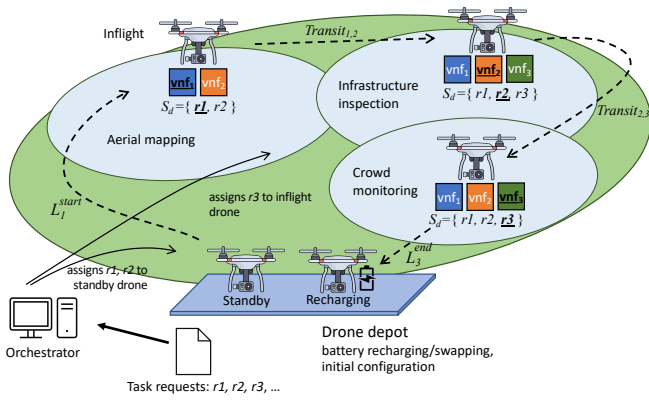 Inflight
Transit1,2
vnf1 vnf2
Sd={ r1, r2 }
Aerial mapping
Infrastructure
inspection
vnf1 vnf2 vnf3
Sd={ r1, r2, r3 }
Transit2,3
Crowd
monitoring
vnf1 vnf2 vnf3
Sd={ r1, r2, r3 }
L1start
assigns r3 to inflight
drone
L3end
assigns r1, r2 to
standby drone
Standby
Recharging
Orchestrator
Drone depot
battery recharging/swapping,
initial configuration
Task requests: r1, r2, r3, ...